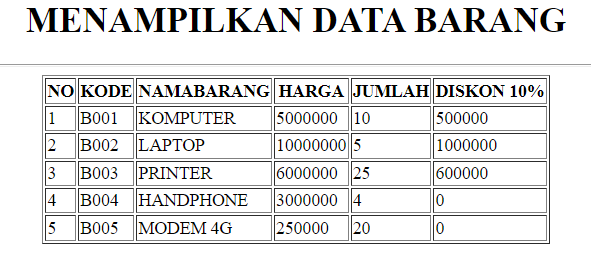 MENAMPILKAN DATA BARANG
NO KODE NAMABARANG HARGA JUMLAH DISKON 10%
1 B001 KOMPUTER 5000000 10 500000
2 B002 LAPTOP 10000000 5 1000000
3 B003 PRINTER 6000000 25 600000
4 B004 HANDPHONE 3000000 4 0
5 B005 MODEM 4G 250000 20 0